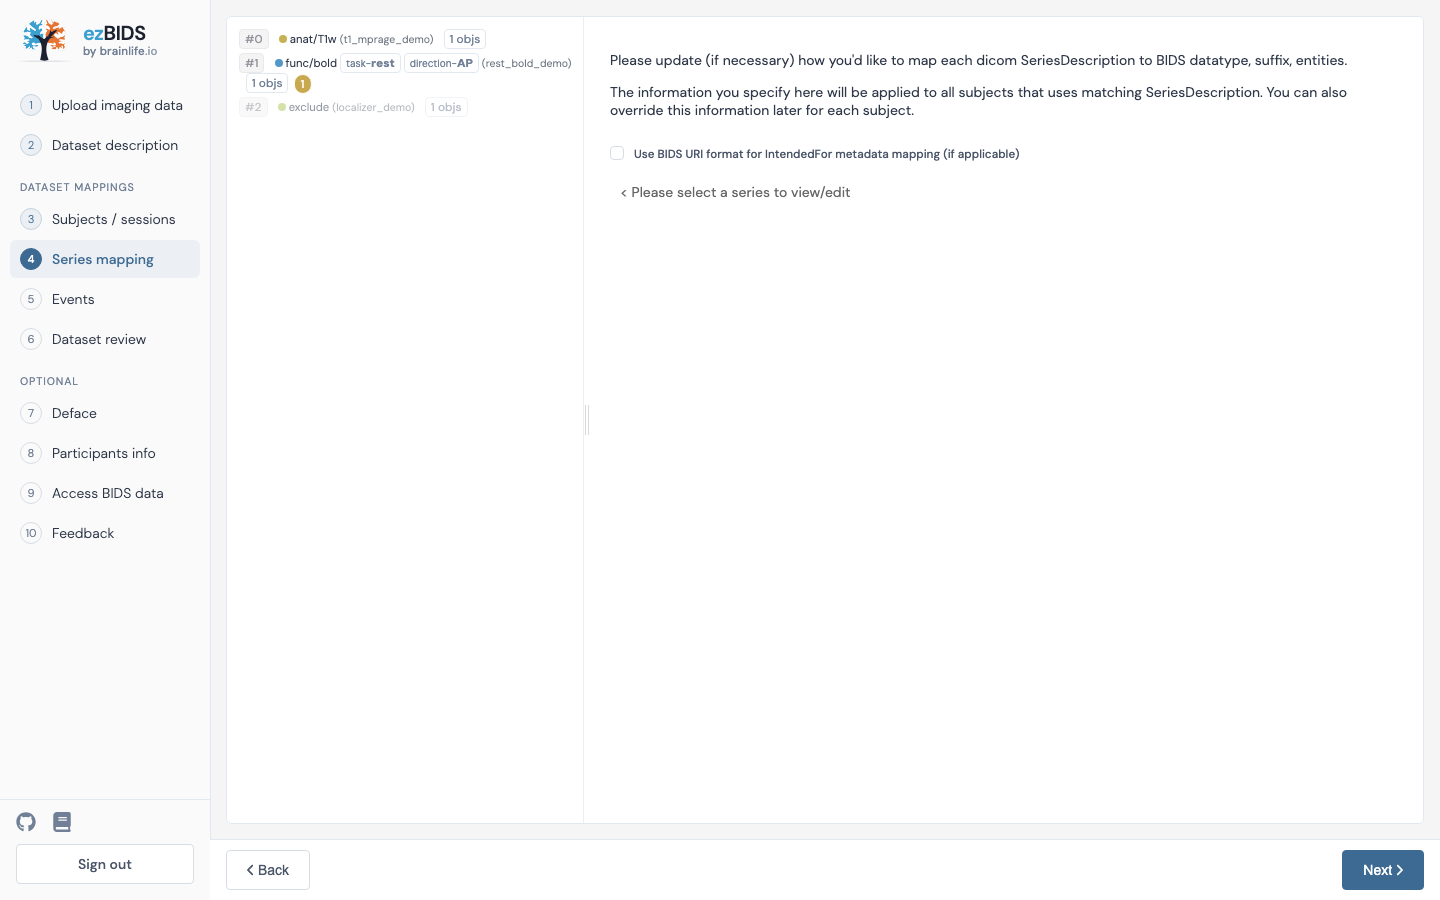 ezBIDS
by brainlife.io
1 Upload imaging data
2 Dataset description
DATASET MAPPINGS
3 Subjects / sessions
4 Series mapping
5 Events
6 Dataset review
OPTIONAL
7 Deface
8 Participants info
9 Access BIDS data
10 Feedback
Sign out
#0 anat/T1w (t1_mprage_demo) 1 objs
#1 func/bold task-rest direction-AP (rest_bold_demo)
1 objs 1
#2 exclude (localizer_demo) 1 objs
Please update (if necessary) how you'd like to map each dicom SeriesDescription to BIDS datatype, suffix, entities.
The information you specify here will be applied to all subjects that uses matching SeriesDescription. You can also
override this information later for each subject.
Use BIDS URI format for IntendedFor metadata mapping (if applicable)
< Please select a series to view/edit
Back
Next